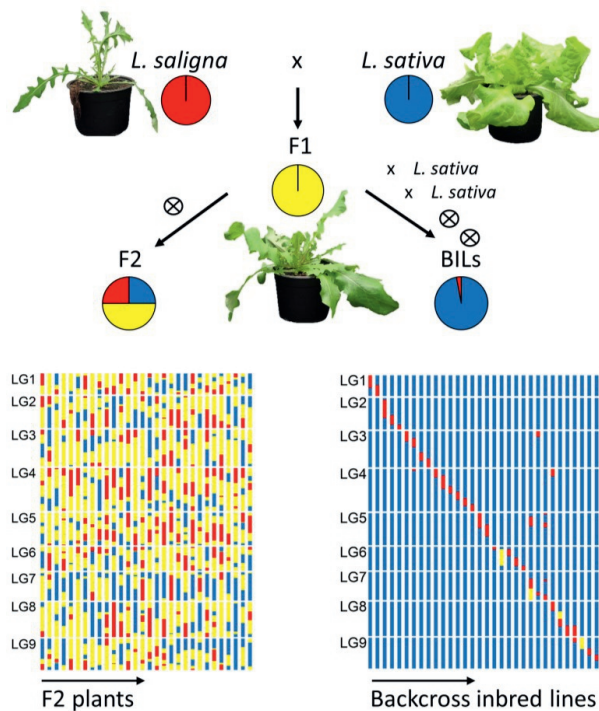 L. saligna x L. sativa
F1
x L. sativa
x L. sativa
F2
BILs
LG1
LG2
LG3
LG4
LG5
LG6
LG7
LG8
LG9
F2 plants
LG1
LG2
LG3
LG4
LG5
LG6
LG7
LG8
LG9
Backcross inbred lines